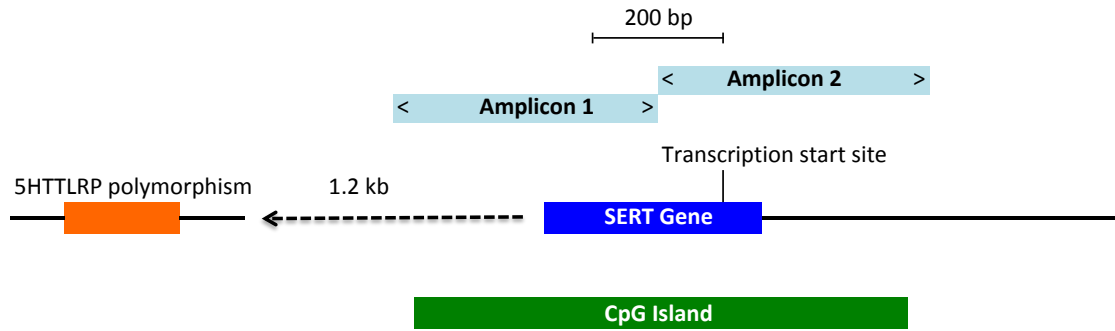 200 bp
< Amplicon 2 >
< Amplicon 1 >
Transcription start site
5HTTLRP polymorphism
1.2 kb
SERT Gene
CpG Island